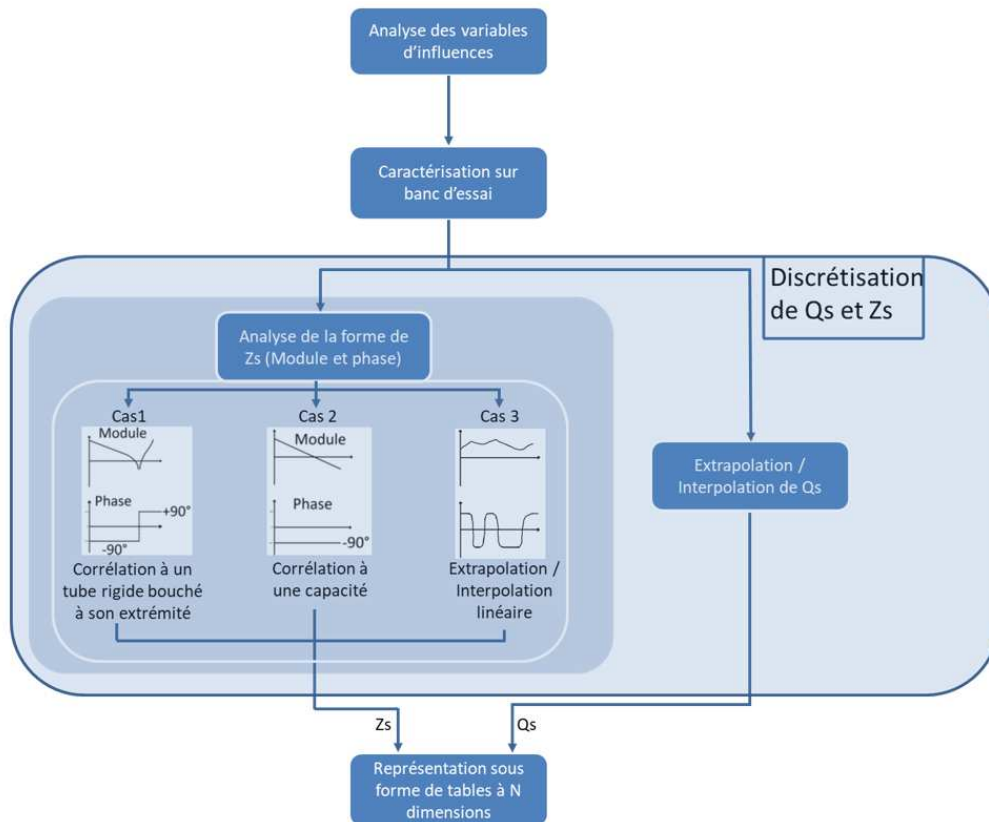 Analyse des variables
d'influences
Caractérisation sur
banc d'essai
Discrétisation
de Qs et Zs
Analyse de la forme de
Zs (Module et phase)
Cas1
Module
Phase
+90°
-90°
Corrélation à un
tube rigide bouché
à son extrémité
Cas 2
Module
Phase
-90°
Corrélation à
une capacité
Cas 3
Extrapolation /
Interpolation
linéaire
Extrapolation /
Interpolation de Qs
Zs
Qs
Représentation sous
forme de tables à N
dimensions